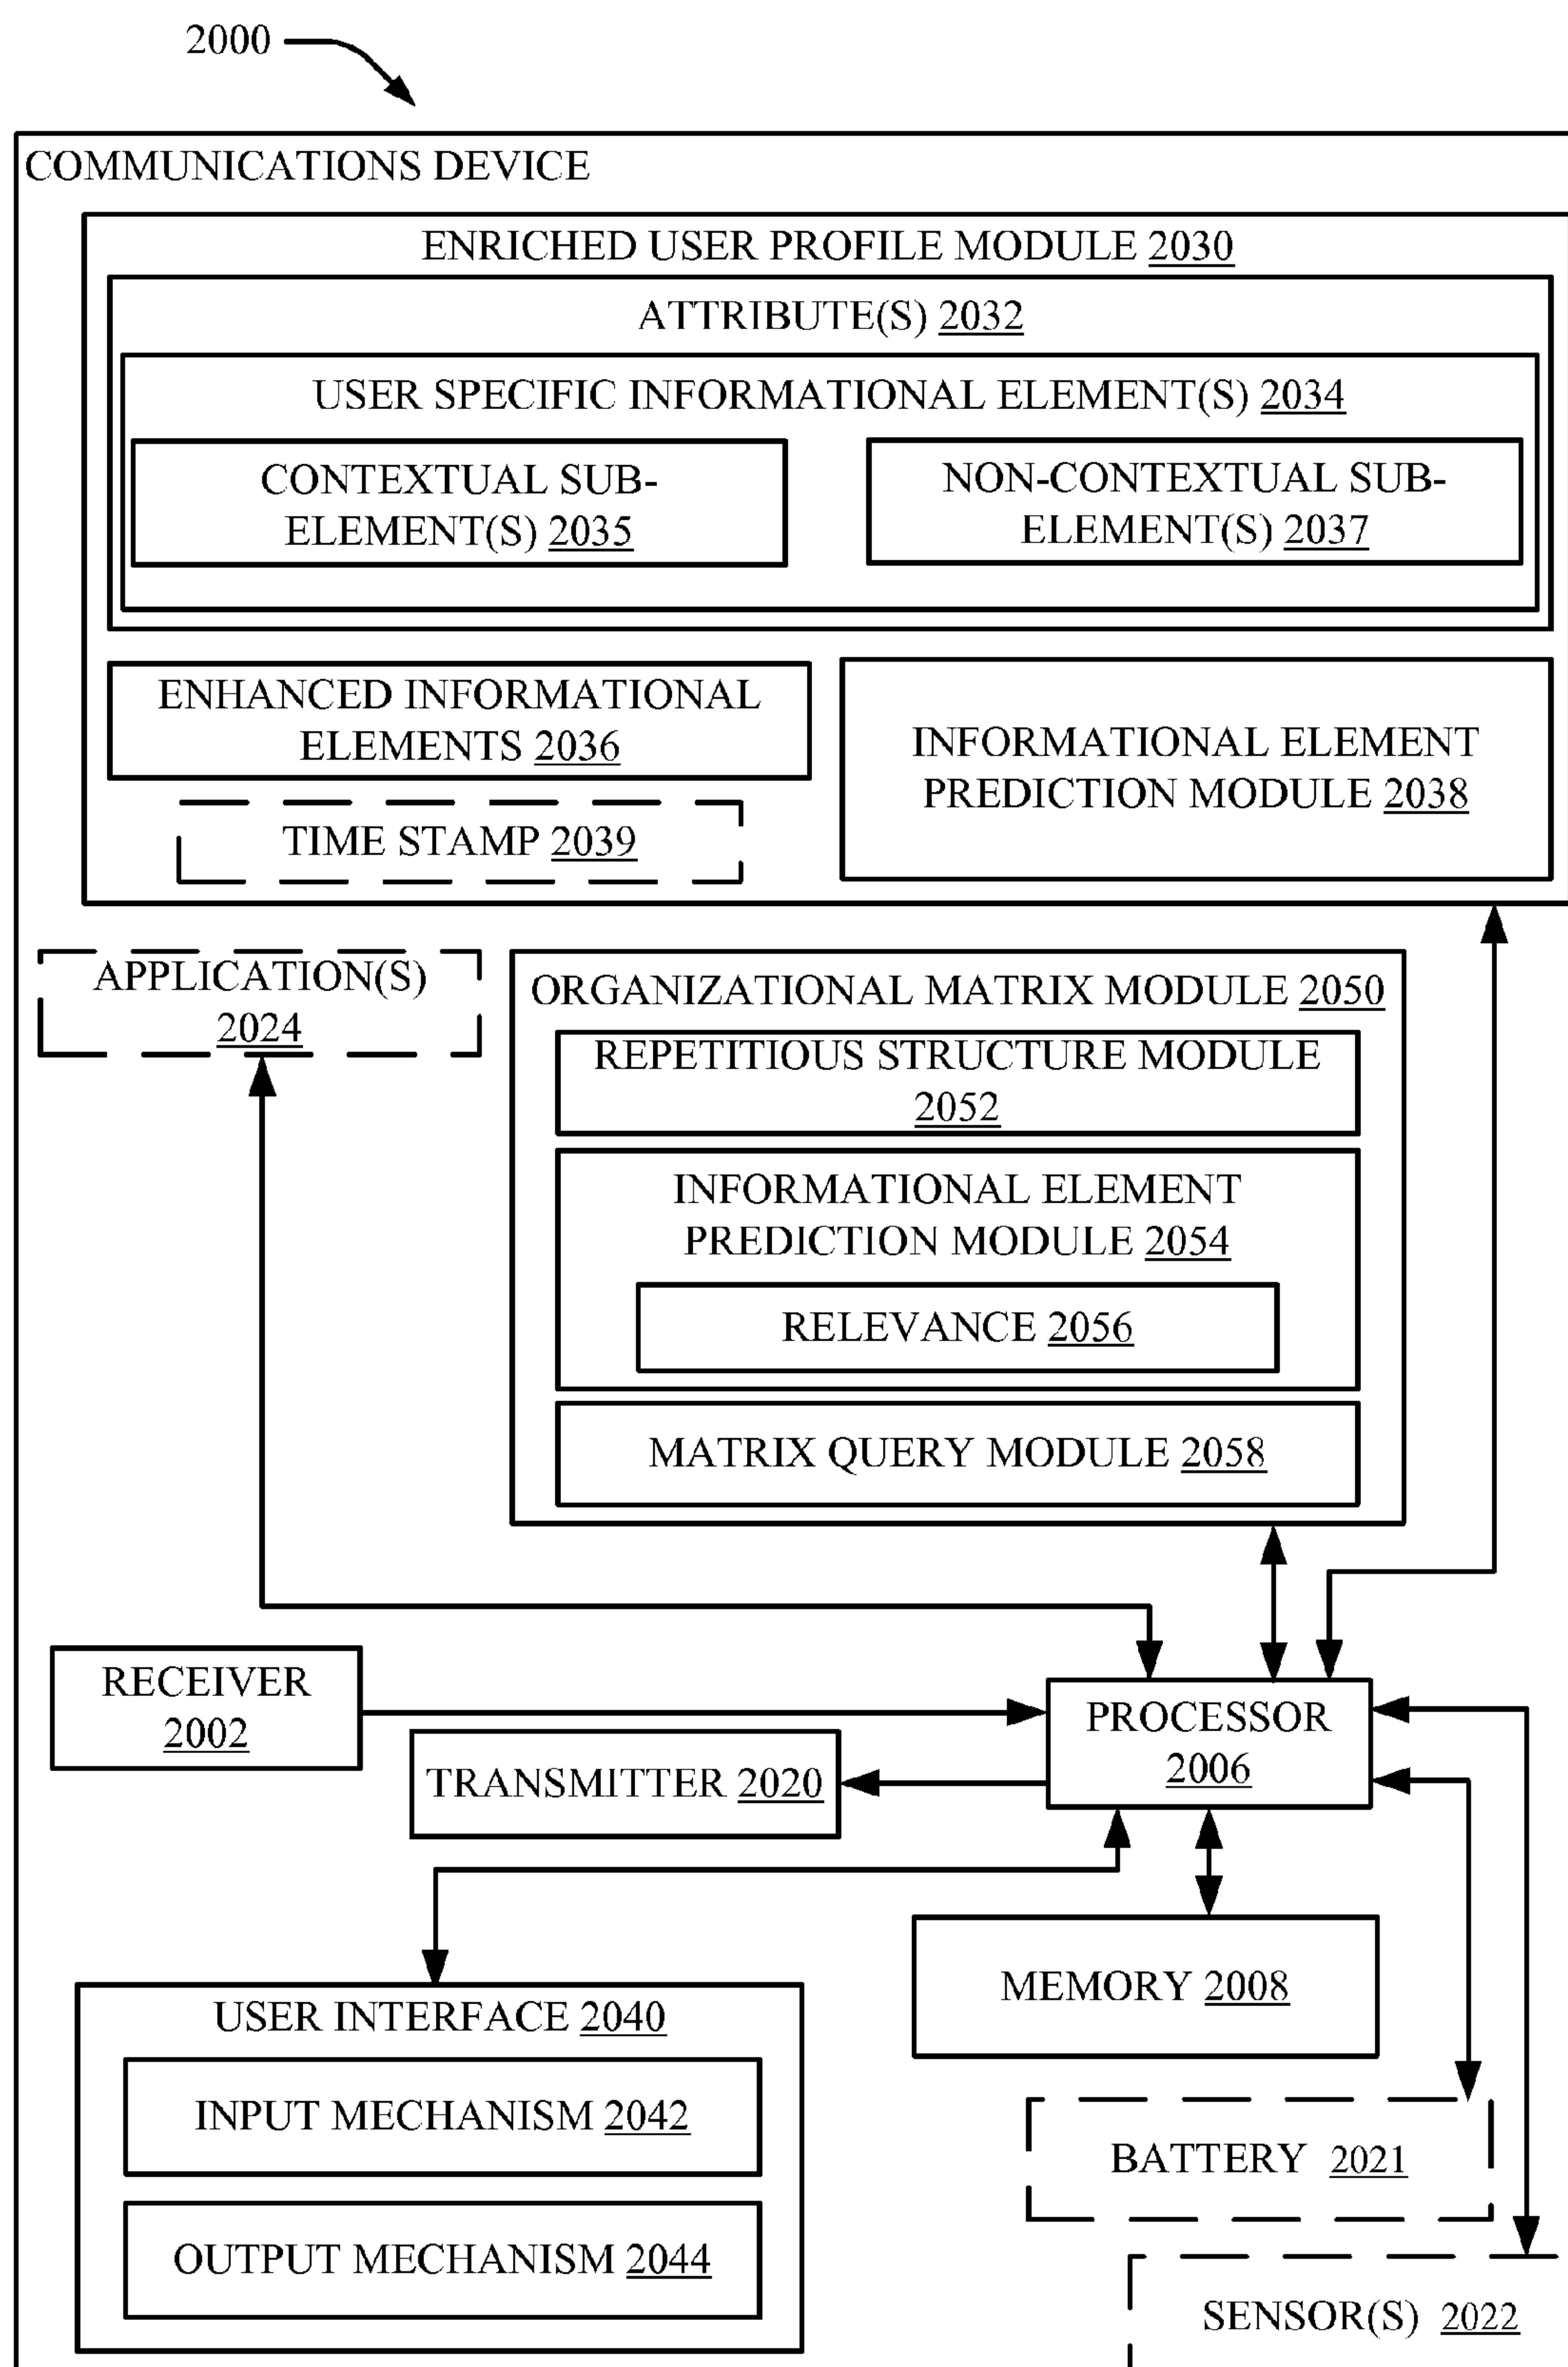 2000
COMMUNICATIONS DEVICE
ENRICHED USER PROFILE MODULE 2030
ATTRIBUTE(S) 2032
USER SPECIFIC INFORMATIONAL ELEMENT(S) 2034
CONTEXTUAL SUB-
ELEMENT(S) 2035
NON-CONTEXTUAL SUB-
ELEMENT(S) 2037
ENHANCED INFORMATIONAL
ELEMENTS 2036
INFORMATIONAL ELEMENT
PREDICTION MODULE 2038
TIME STAMP 2039
APPLICATION(S)
2024
ORGANIZATIONAL MATRIX MODULE 2050
REPETITIOUS STRUCTURE MODULE
2052
INFORMATIONAL ELEMENT
PREDICTION MODULE 2054
RELEVANCE 2056
MATRIX QUERY MODULE 2058
RECEIVER
2002
PROCESSOR
2006
TRANSMITTER 2020
MEMORY 2008
USER INTERFACE 2040
INPUT MECHANISM 2042
OUTPUT MECHANISM 2044
BATTERY 2021
SENSOR(S) 2022